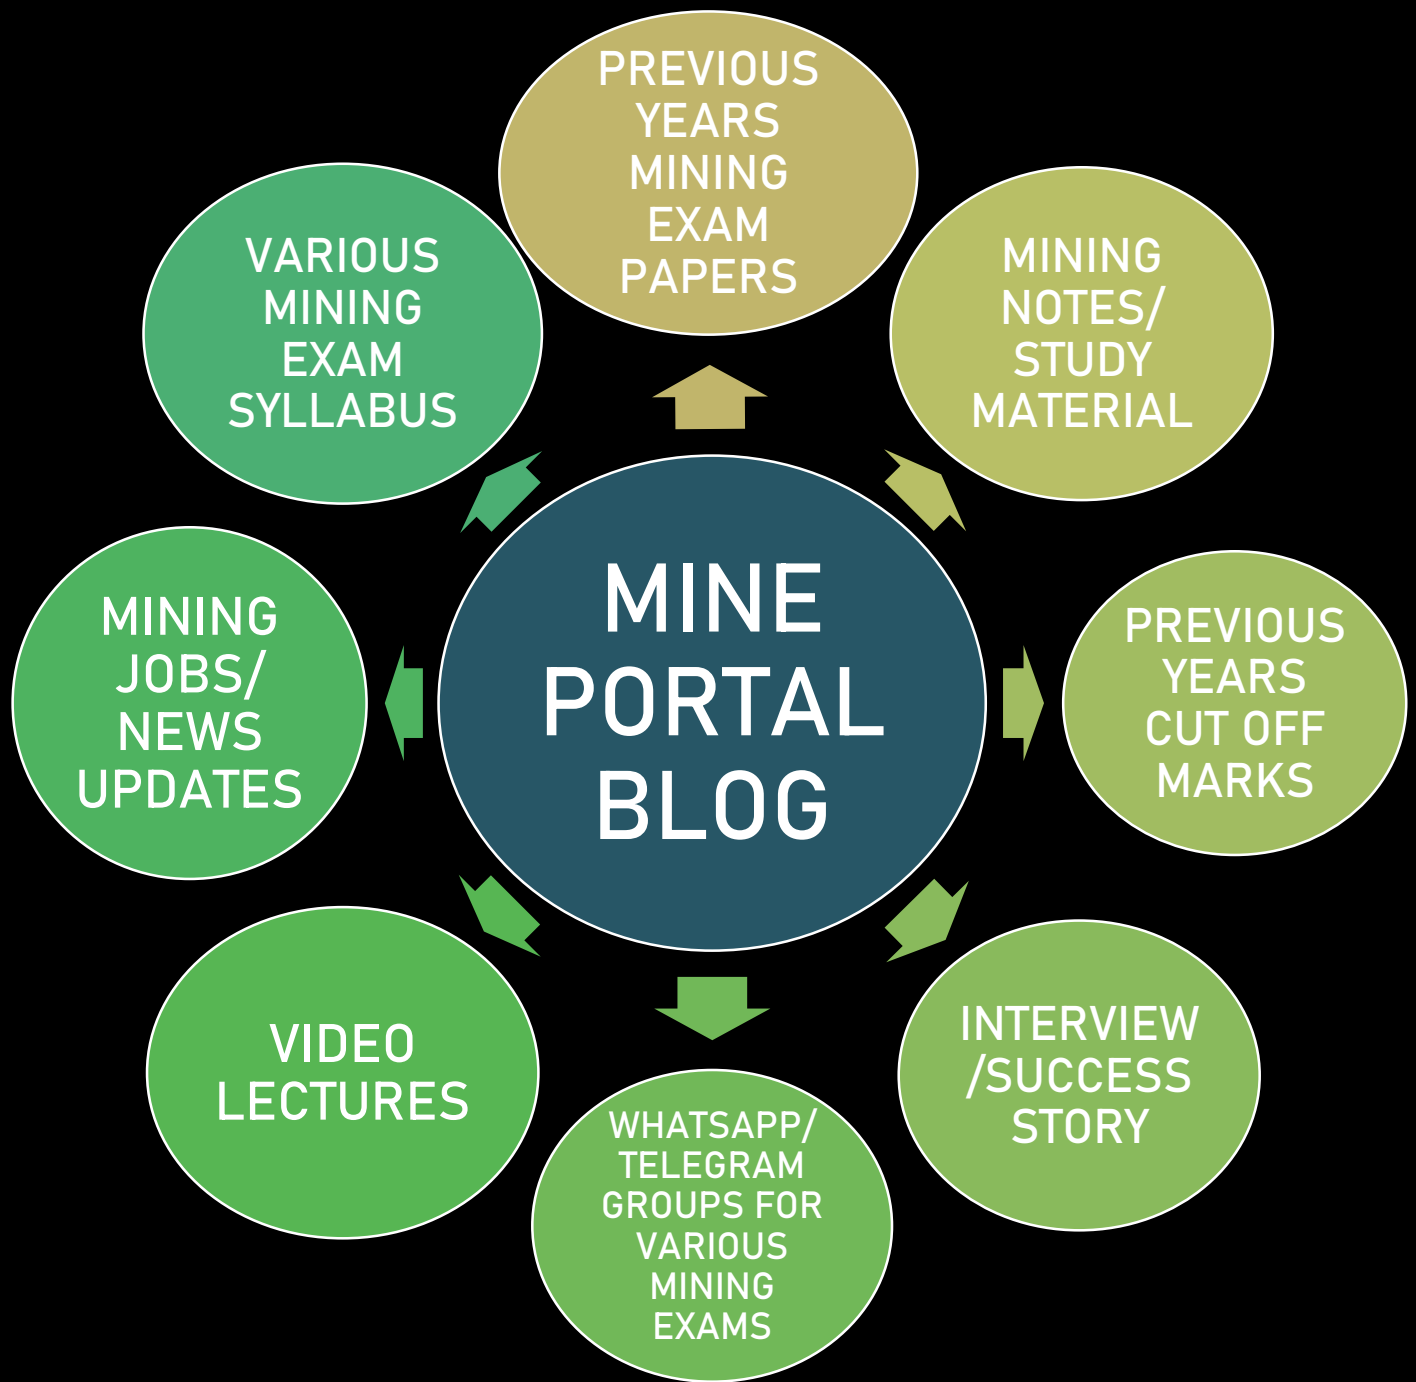 PREVIOUS
YEARS
MINING
EXAM
PAPERS
MINING
NOTES/
STUDY
MATERIAL
PREVIOUS
YEARS
CUT OFF
MARKS
INTERVIEW
/SUCCESS
STORY
WHATSAPP/
TELEGRAM
GROUPS FOR
VARIOUS
MINING
EXAMS
VIDEO
LECTURES
MINING
JOBS/
NEWS
UPDATES
VARIOUS
MINING
EXAM
SYLLABUS
MINE
PORTAL
BLOG